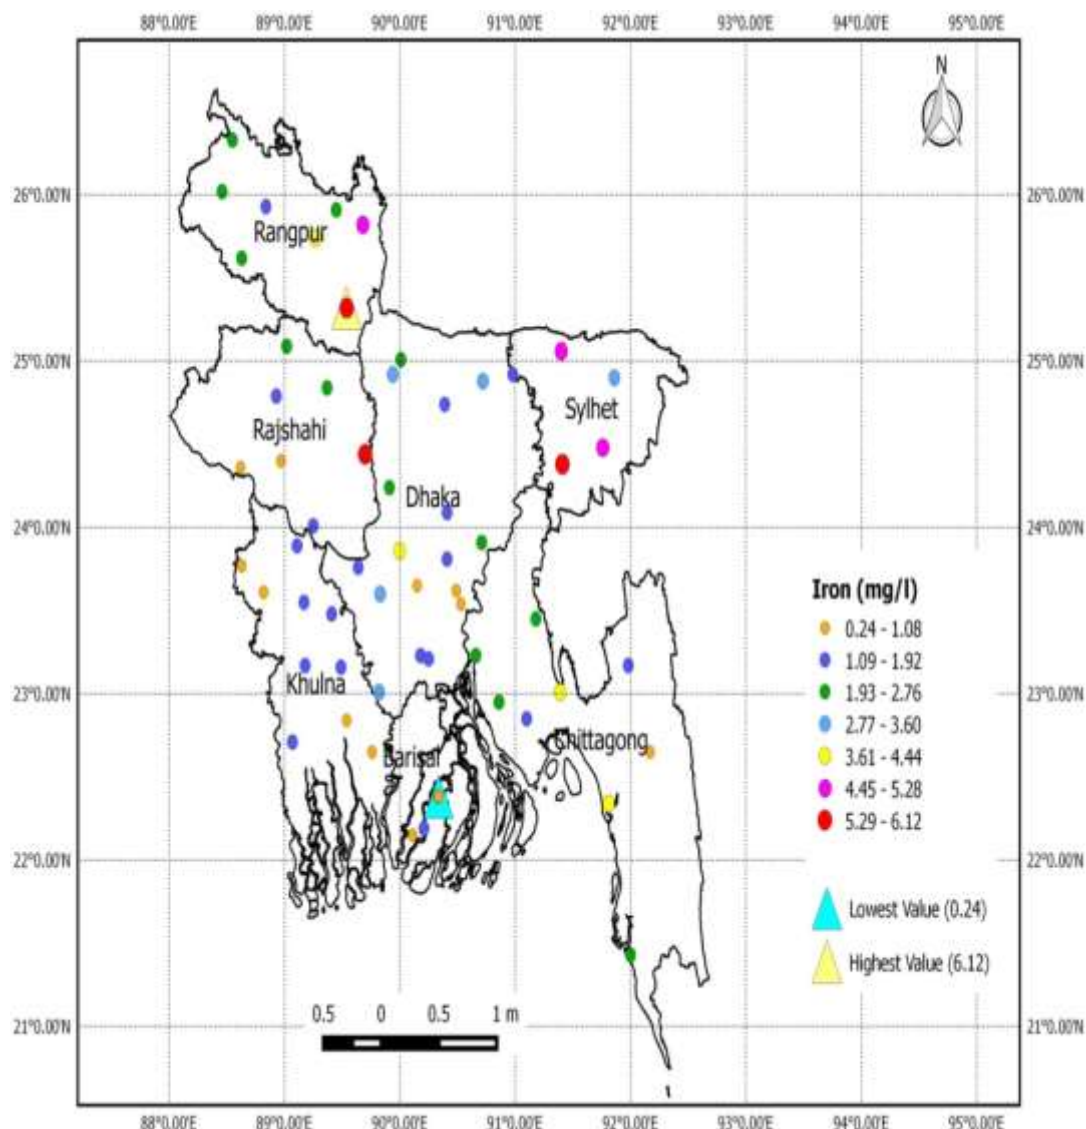 88°0.00'E 89°0.00'E 90°0.00'E 91°0.00'E 92°0.00'E 93°0.00'E 94°0.00'E 95°0.00'E
N
26°0.00'N 26°0.00'N
Rangpur
25°0.00'N 25°0.00'N
Sylhet
Rajshahi
Dhaka
24°0.00'N 24°0.00'N
Iron (mg/l)
0.24 - 1.08
1.09 - 1.92
1.93 - 2.76
2.77 - 3.60
3.61 - 4.44
4.45 - 5.28
5.29 - 6.12
23°0.00'N 23°0.00'N
Khulna
Chittagong
Barisal
22°0.00'N 22°0.00'N
Lowest Value (0.24)
Highest Value (6.12)
0.5 0 0.5 1 m
21°0.00'N 21°0.00'N
88°0.00'E 89°0.00'E 90°0.00'E 91°0.00'E 92°0.00'E 93°0.00'E 94°0.00'E 95°0.00'E